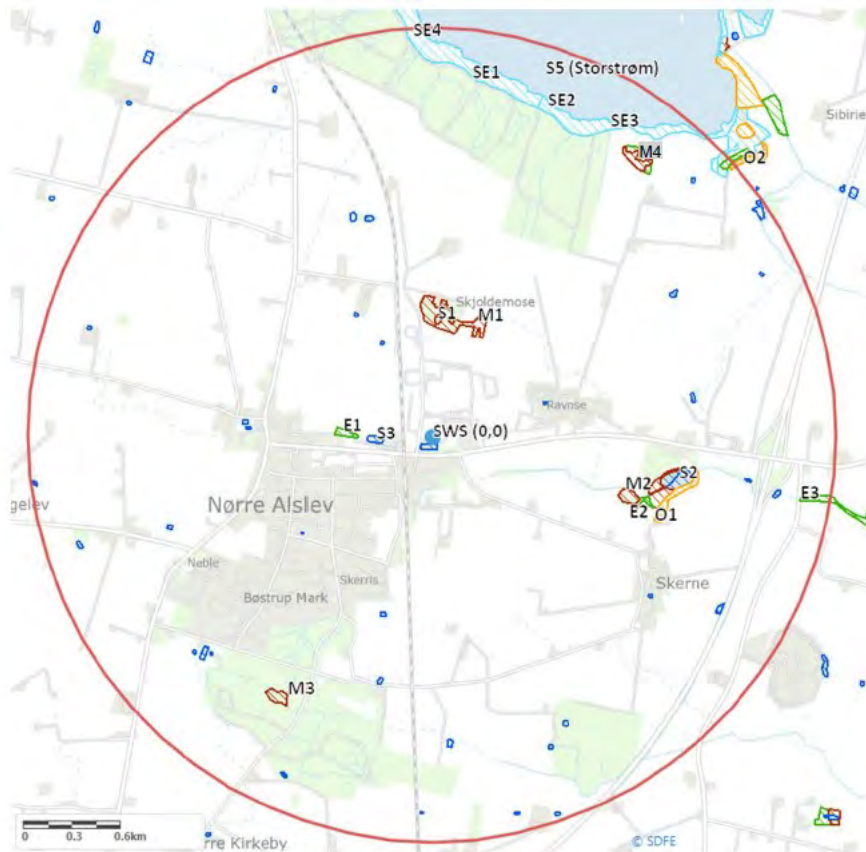 SE4
SE1
S5 (Storstrøm)
SE2
SE3
Sibirie
M4
O2
Skjoldemose
S1
M1
Ravnse
E1
S3
SWS (0,0)
S2
M2
E3
gelev
Nørre Alslev
E2
O1
Nøble
Skerris
Skerne
Bøstrup Mark
M3
0
0.3
0.6km
rre Kirkeby
© SDFE